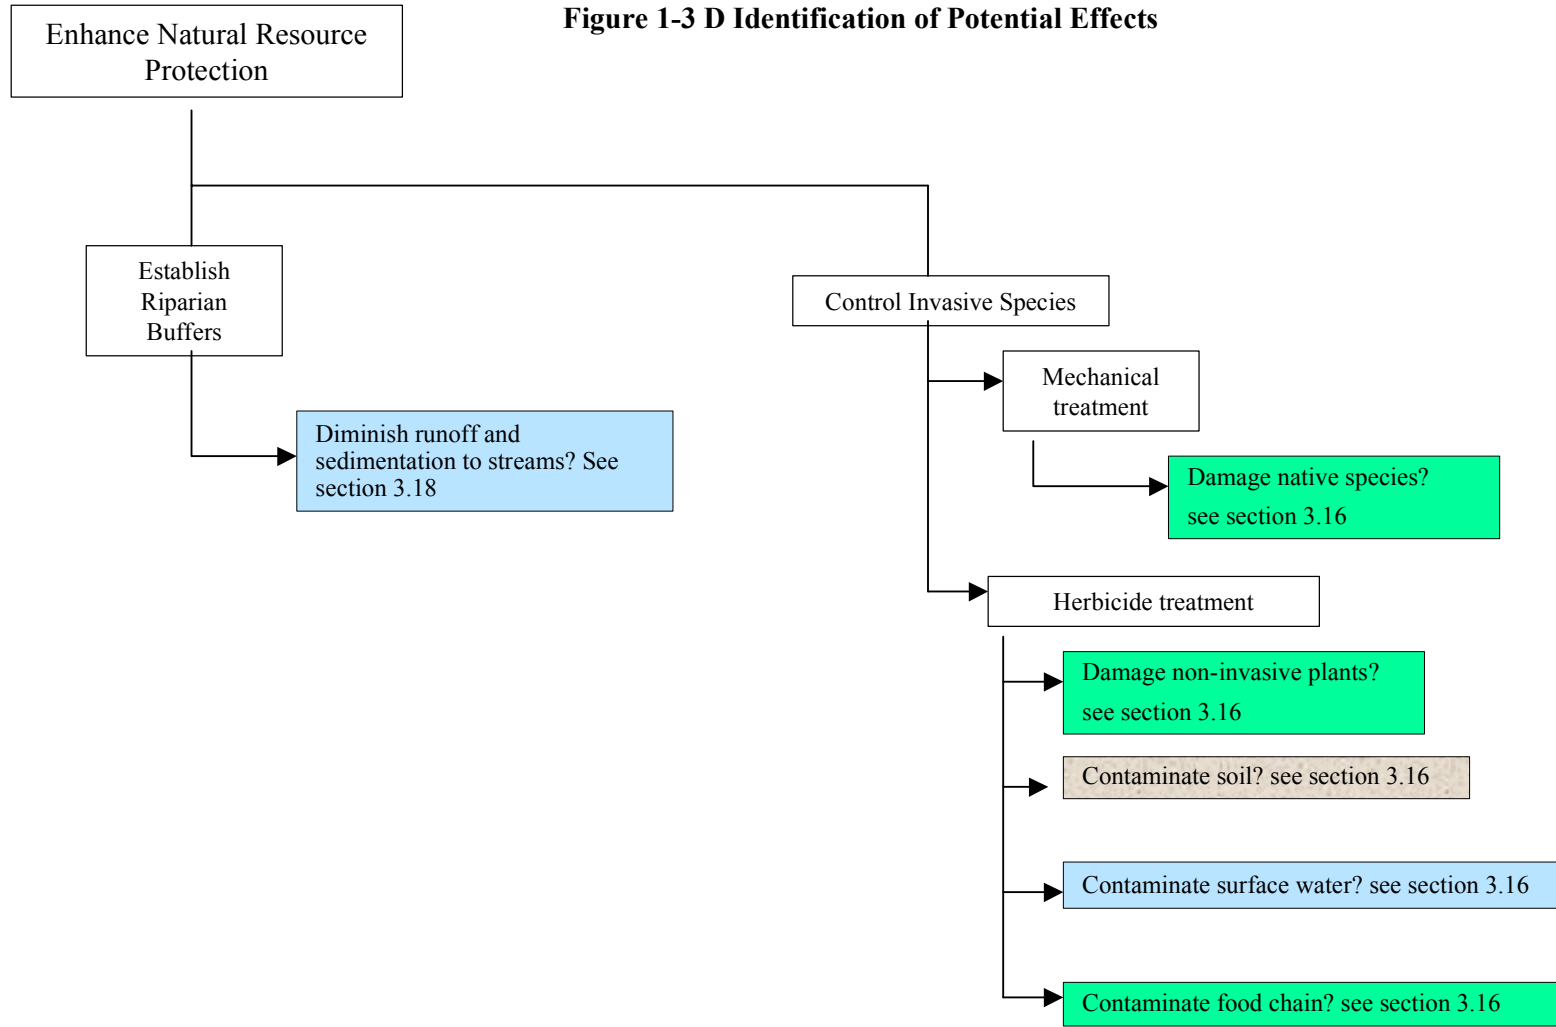 Figure 1-3 D Identification of Potential Effects
Enhance Natural Resource
Protection
Establish
Riparian
Buffers
Diminish runoff and
sedimentation to streams? See
section 3.18
Control Invasive Species
Mechanical
treatment
Damage native species?
see section 3.16
Herbicide treatment
Damage non-invasive plants?
see section 3.16
Contaminate soil? see section 3.16
Contaminate surface water? see section 3.16
Contaminate food chain? see section 3.16